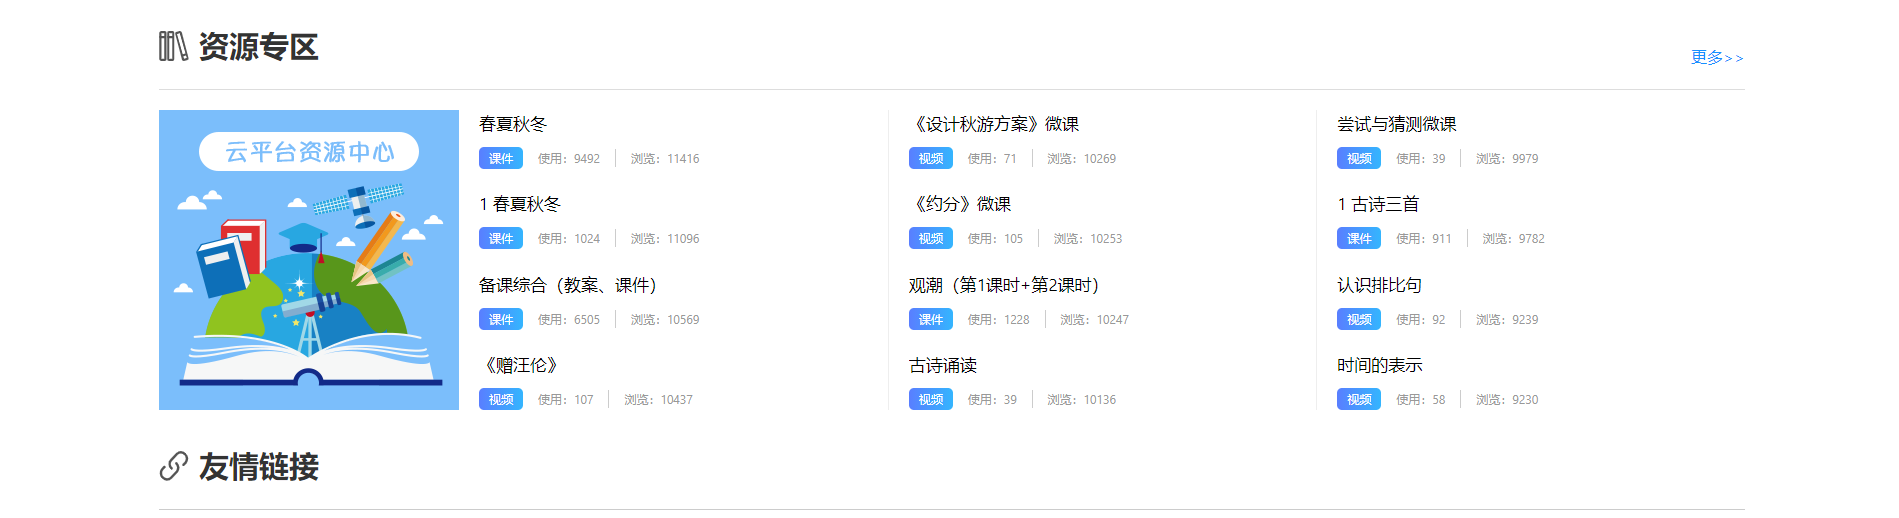 资源专区
更多>>
云平台资源中心
春夏秋冬
课件 使用：9492 浏览：11416
1 春夏秋冬
课件 使用：1024 浏览：11096
备课综合（教案、课件）
课件 使用：6505 浏览：10569
《赠汪伦》
视频 使用：107 浏览：10437
《设计秋游方案》微课
视频 使用：71 浏览：10269
《约分》微课
视频 使用：105 浏览：10253
观潮（第1课时+第2课时）
课件 使用：1228 浏览：10247
古诗诵读
视频 使用：39 浏览：10136
尝试与猜测微课
视频 使用：39 浏览：9979
1 古诗三首
课件 使用：911 浏览：9782
认识排比句
视频 使用：92 浏览：9239
时间的表示
视频 使用：58 浏览：9230
友情链接